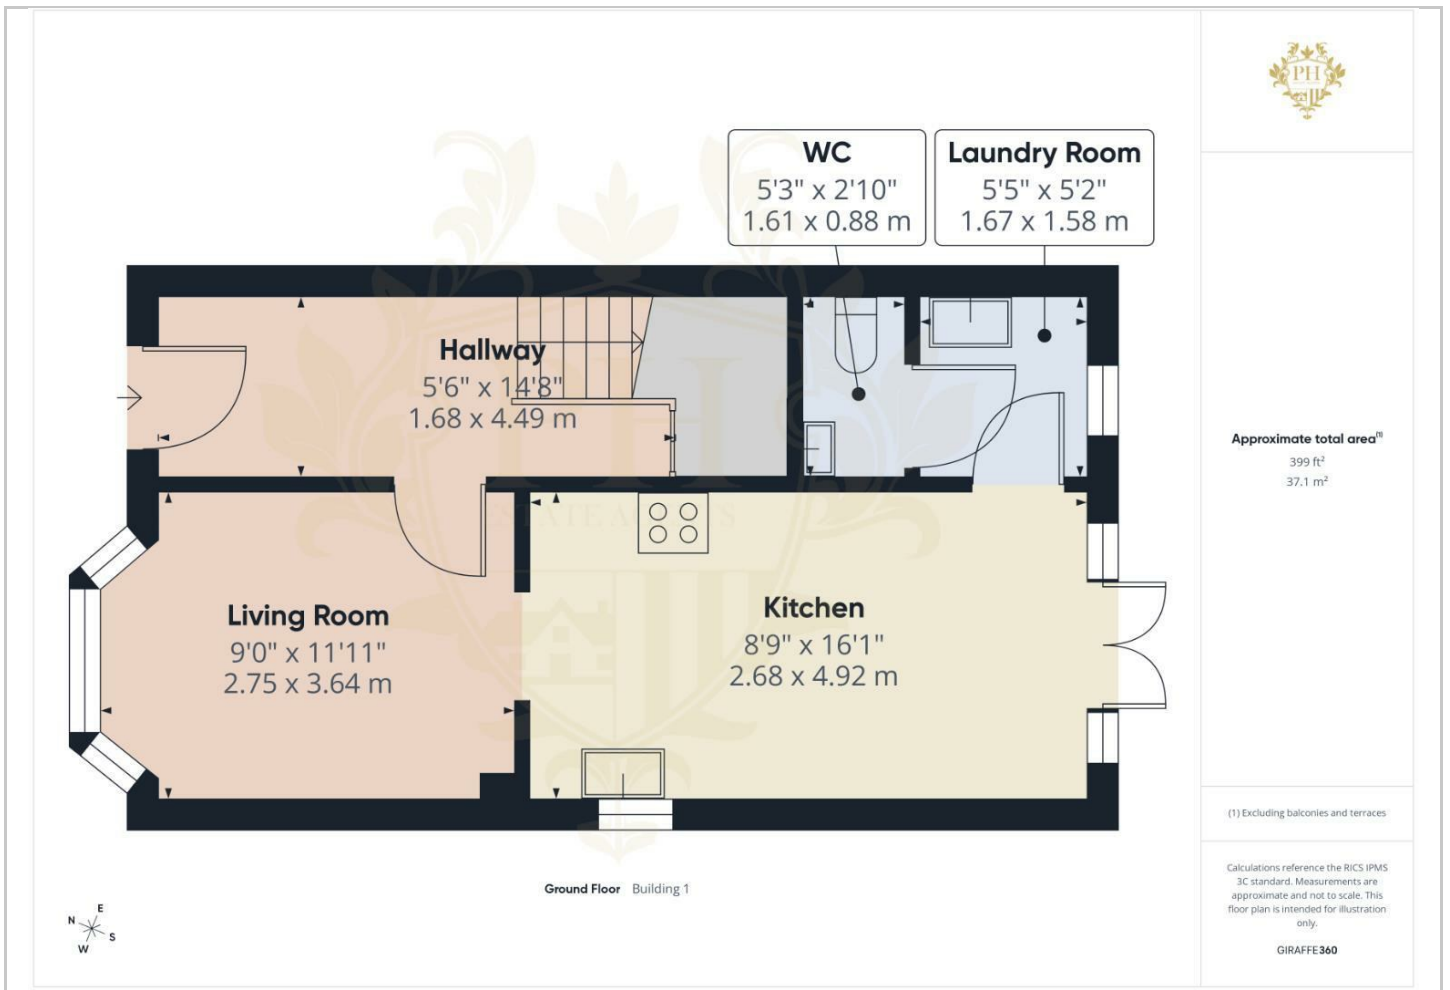 PH
WC
5'3" x 2'10"
1.61 x 0.88 m
Laundry Room
5'5" x 5'2"
1.67 x 1.58 m
Hallway
5'6" x 14'8"
1.68 x 4.49 m
PH
ESTATE AGENTS
Living Room
9'0" x 11'11"
2.75 x 3.64 m
Kitchen
8'9" x 16'1"
2.68 x 4.92 m
Ground Floor Building 1
N E
W S
Approximate total area(1)
399 ft²
37.1 m²
(1) Excluding balconies and terraces
Calculations reference the RICS IPMS
3C standard. Measurements are
approximate and not to scale. This
floor plan is intended for illustration
only.
GIRAFFE360